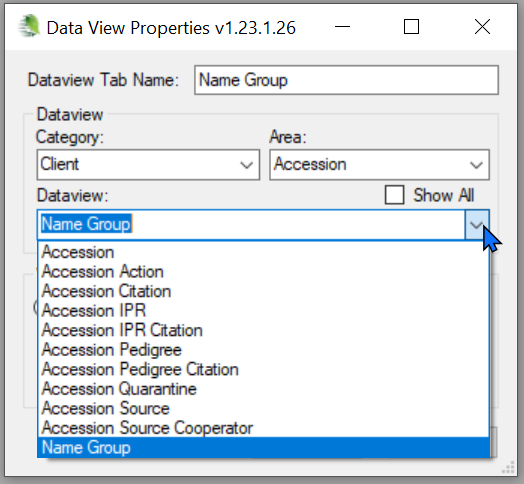 Data View Properties v1.23.1.26
Dataview Tab Name: Name Group
Dataview
Category: Area:
Client Accession
Dataview: Show All
Name Group
Accession
Accession Action
Accession Citation
Accession IPR
Accession IPR Citation
Accession Pedigree
Accession Pedigree Citation
Accession Quarantine
Accession Source
Accession Source Cooperator
Name Group